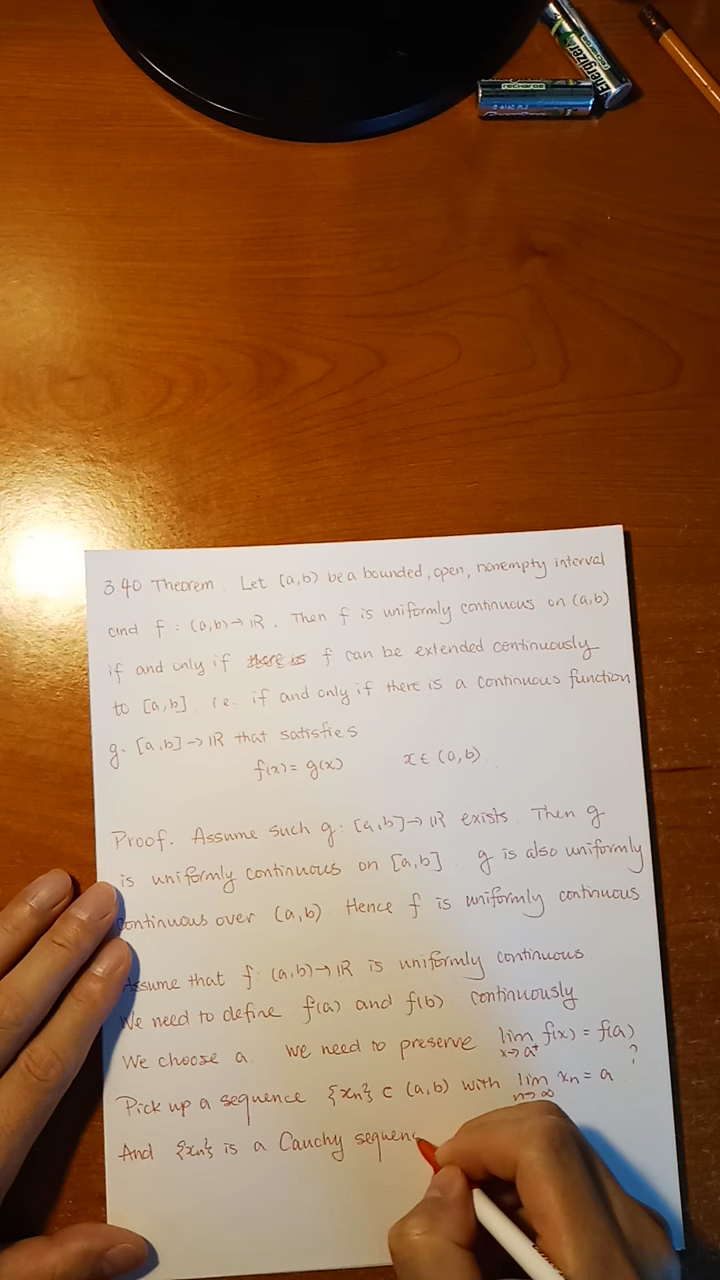 recharge
Energizer
recharge
3.40 Theorem. Let (a,b) be a bounded, open, nonempty interval
and f : (a,b) → ℝ. Then f is uniformly continuous on (a,b)
if and only if there is f can be extended continuously
to [a,b]. i.e. if and only if there is a continuous function
g. [a,b] → ℝ that satisfies
f(x) = g(x) x ∈ (a,b).
Proof. Assume such g : [a,b] → ℝ exists. Then g
is uniformly continuous on [a,b]. g is also uniformly
continuous over (a,b). Hence f is uniformly continuous
Assume that f : (a,b) → ℝ is uniformly continuous
We need to define f(a) and f(b) continuously
We choose a. We need to preserve lim x→a⁺ f(x) = f(a)
?
Pick up a sequence {xn} ⊂ (a,b) with lim n→∞ xn = a
And {xn} is a Cauchy sequenc